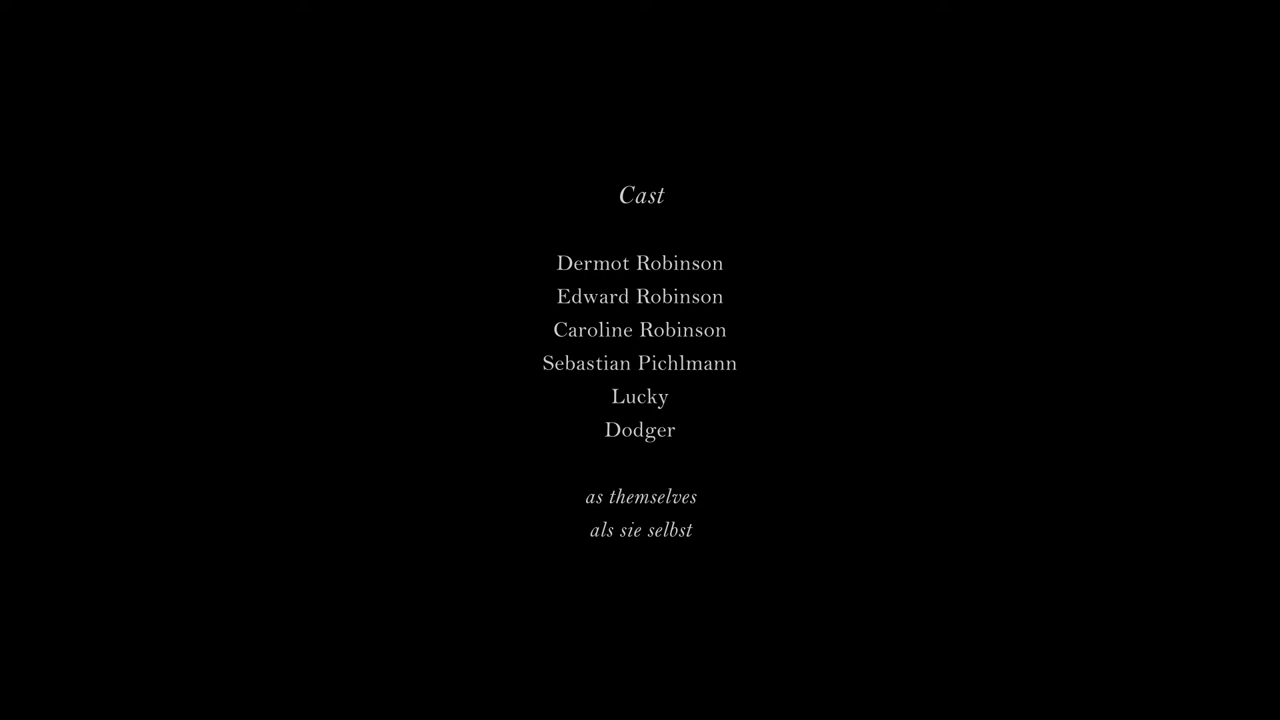 Cast
Dermot Robinson
Edward Robinson
Caroline Robinson
Sebastian Pichlmann
Lucky
Dodger
as themselves
als sie selbst